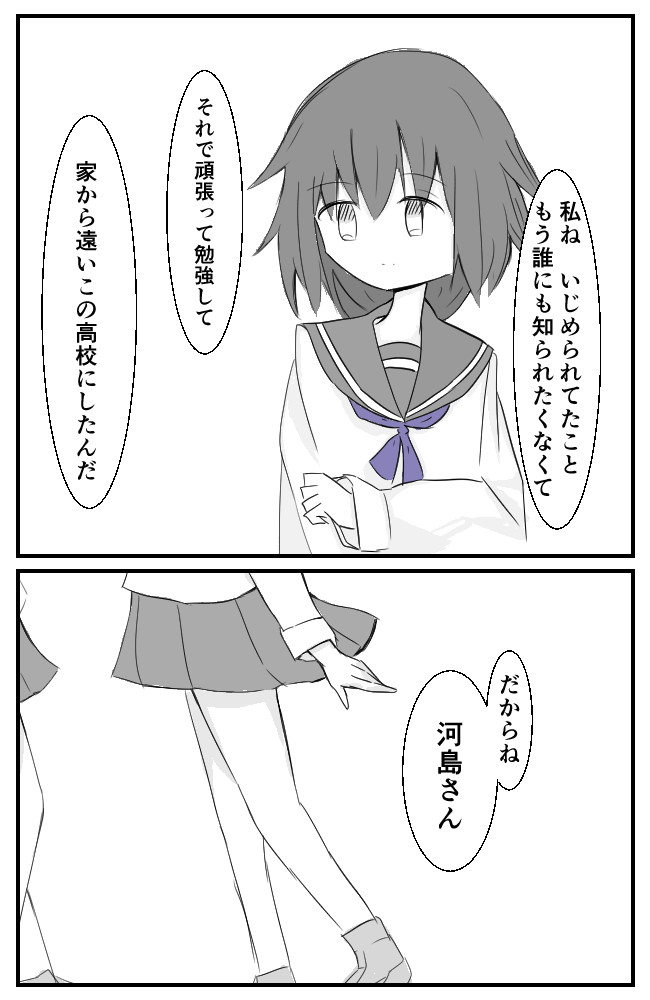 私ね　いじめられてたこと
もう誰にも知られたくなくて
それで頑張って勉強して
家から遠いこの高校にしたんだ
だからね
河島さん